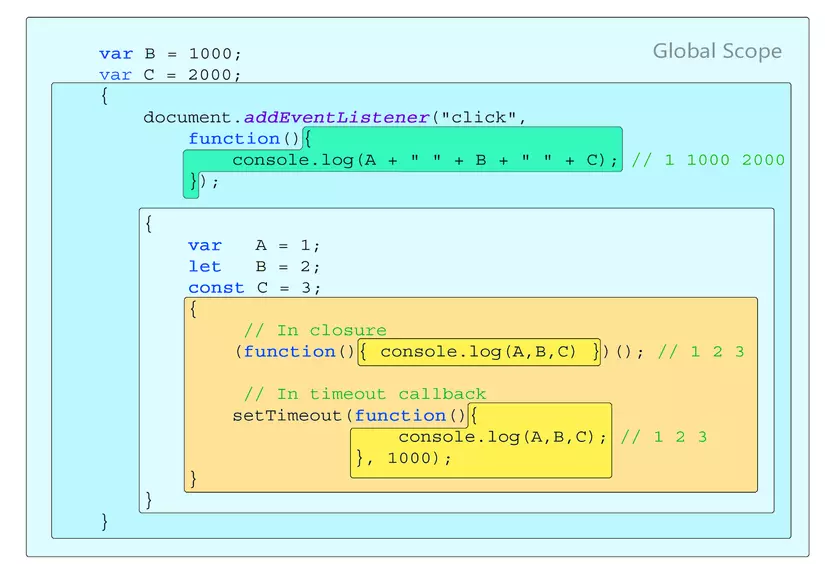 Global Scope
var B = 1000;
var C = 2000;
{
document.addEventListener("click",
function(){
console.log(A + " " + B + " " + C); // 1 1000 2000
});
{
var A = 1;
let B = 2;
const C = 3;
{
// In closure
(function(){ console.log(A,B,C) })(); // 1 2 3
// In timeout callback
setTimeout(function(){
console.log(A,B,C); // 1 2 3
}, 1000);
}
}
}